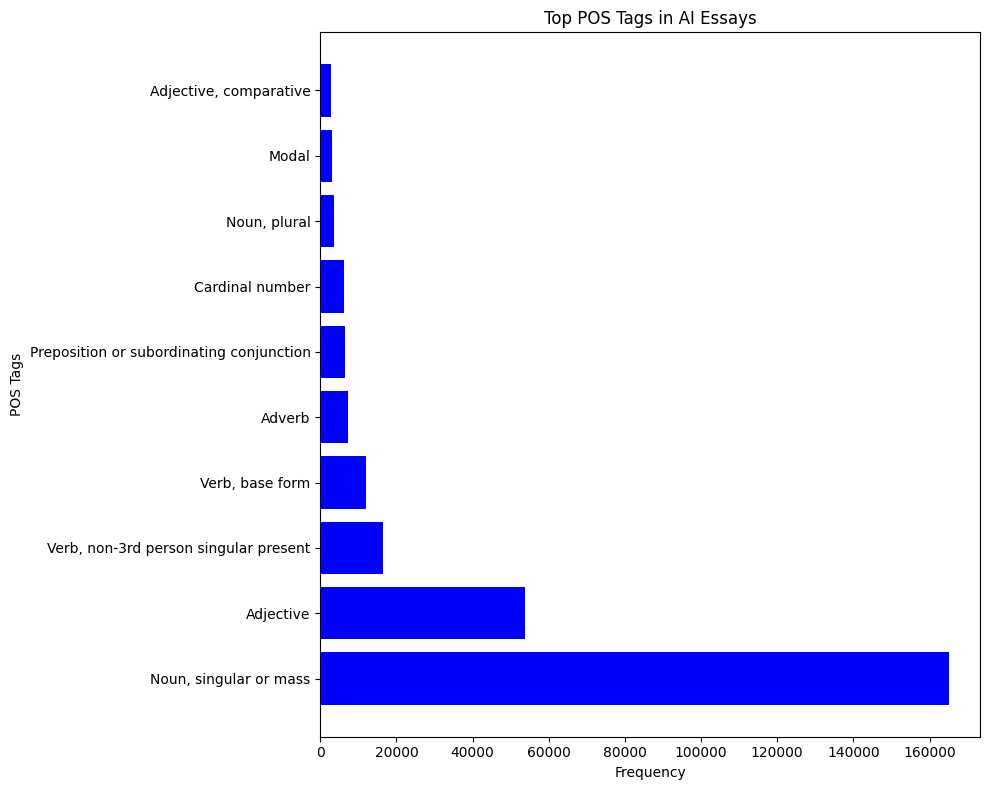 Top POS Tags in AI Essays
Adjective, comparative
Modal
Noun, plural
Cardinal number
Preposition or subordinating conjunction
Adverb
Verb, base form
Verb, non-3rd person singular present
Adjective
Noun, singular or mass
POS Tags
0 20000 40000 60000 80000 100000 120000 140000 160000
Frequency